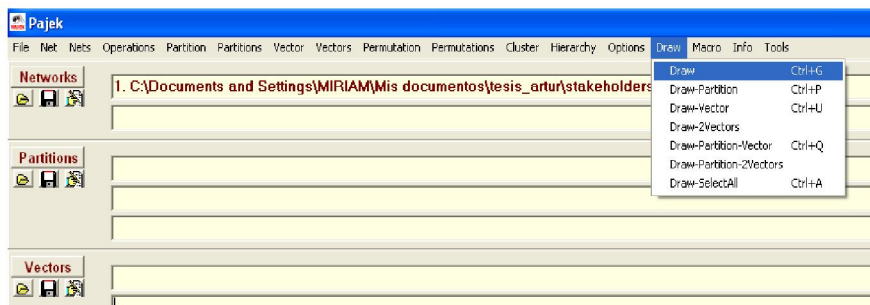 Pajek
File Net Nets Operations Partition Partitions Vector Vectors Permutation Permutations Cluster Hierarchy Options Draw Macro Info Tools
Networks
1. C:\Documents and Settings\MIRIAM\Mis documentos\tesis_artur\stakeholders
Draw Ctrl+G
Draw-Partition Ctrl+P
Draw-Vector Ctrl+U
Draw-2Vectors
Draw-Partition-Vector Ctrl+Q
Draw-Partition-2Vectors
Draw-SelectAll Ctrl+A
Partitions
Vectors